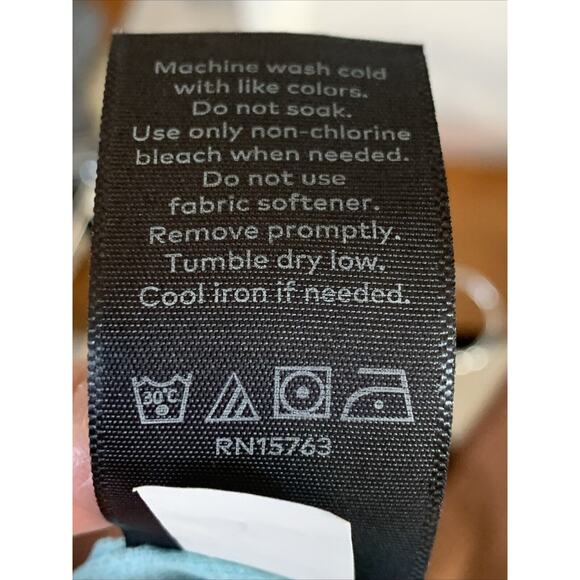 Machine wash cold
with like colors.
Do not soak.
Use only non-chlorine
bleach when needed.
Do not use
fabric softener.
Remove promptly.
Tumble dry low.
Cool iron if needed.
30°C
RN15763